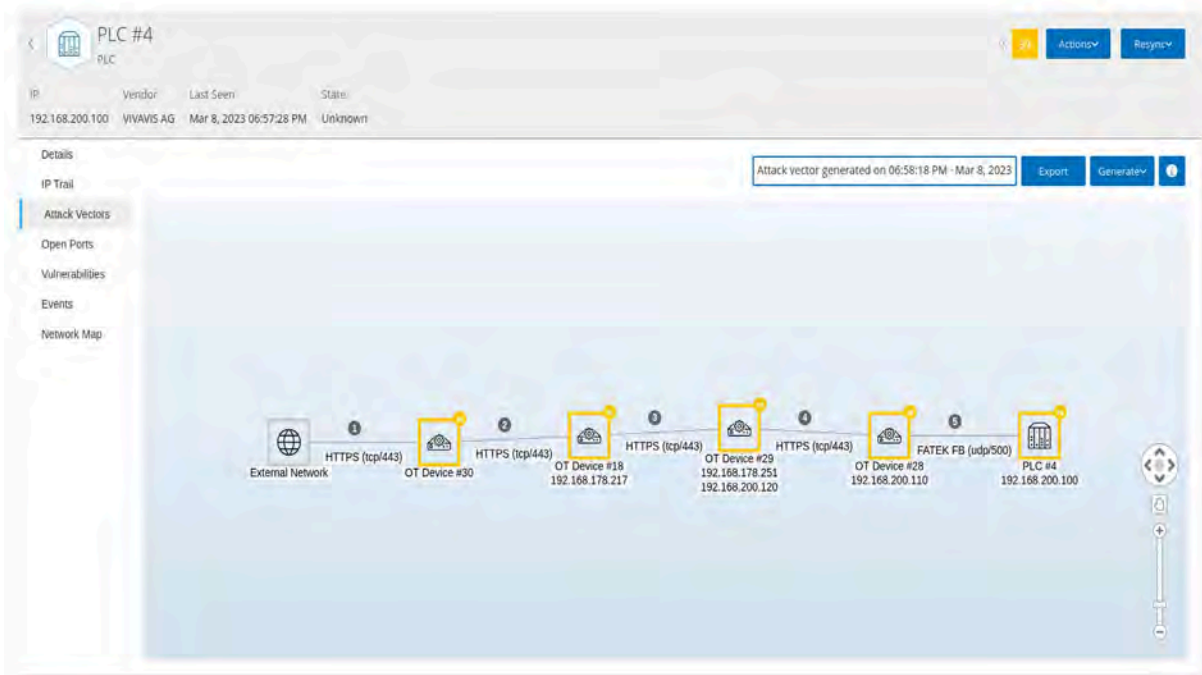 PLC #4
PLC
Actions
Resync
IP
Vendor
Last Seen
State:
192.168.200.100
VIVAVIS AG
Mar 8, 2023 06:57:28 PM
Unknown
Details
IP Trail
Attack Vectors
Open Ports
Vulnerabilities
Events
Network Map
Attack vector generated on 06:58:18 PM - Mar 8, 2023
Export
Generate
External Network
1
HTTPS (tcp/443)
OT Device #30
2
HTTPS (tcp/443)
OT Device #18
192.168.178.217
3
HTTPS (tcp/443)
OT Device #29
192.168.178.251
192.168.200.120
4
HTTPS (tcp/443)
OT Device #28
192.168.200.110
5
FATEK FB (udp/500)
PLC #4
192.168.200.100